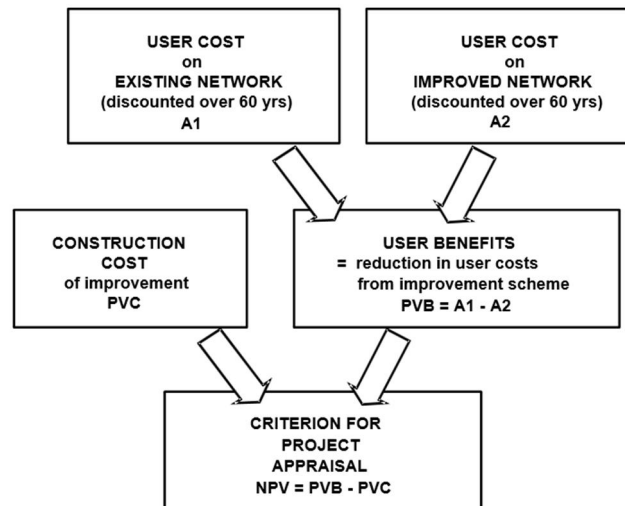 USER COST
on
EXISTING NETWORK
(discounted over 60 yrs)
A1
USER COST
on
IMPROVED NETWORK
(discounted over 60 yrs)
A2
CONSTRUCTION
COST
of improvement
PVC
USER BENEFITS
= reduction in user costs
from improvement scheme
PVB = A1 - A2
CRITERION FOR
PROJECT
APPRAISAL
NPV = PVB - PVC